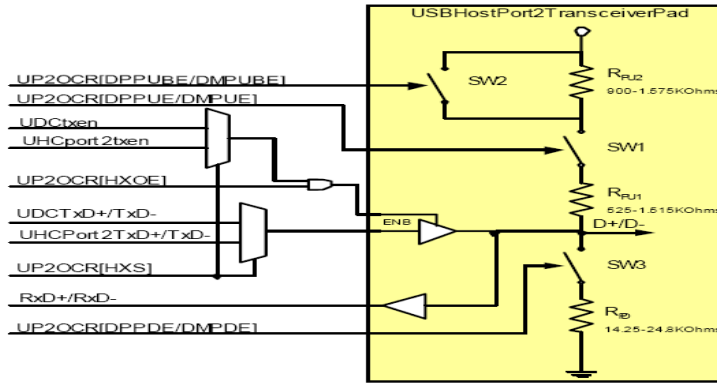 USBHostPort2TransceiverPad
UP2OCR[DPPUBE/DMPUBE]
SW2
RPU2
900-1.575KOhms
UP2OCR[DPPUE/DMPUE]
UDCtxen
UHCport2txen
SW1
UP2OCR[HXOE]
RPU1
525-1.515KOhms
UDCTxD+/TxD-
ENB
D+/D-
UHCPort2TxD+/TxD-
UP2OCR[HXS]
SW3
RxD+/RxD-
RPD
UP2OCR[DPPDE/DMPDE]
14.25-24.8KOhms